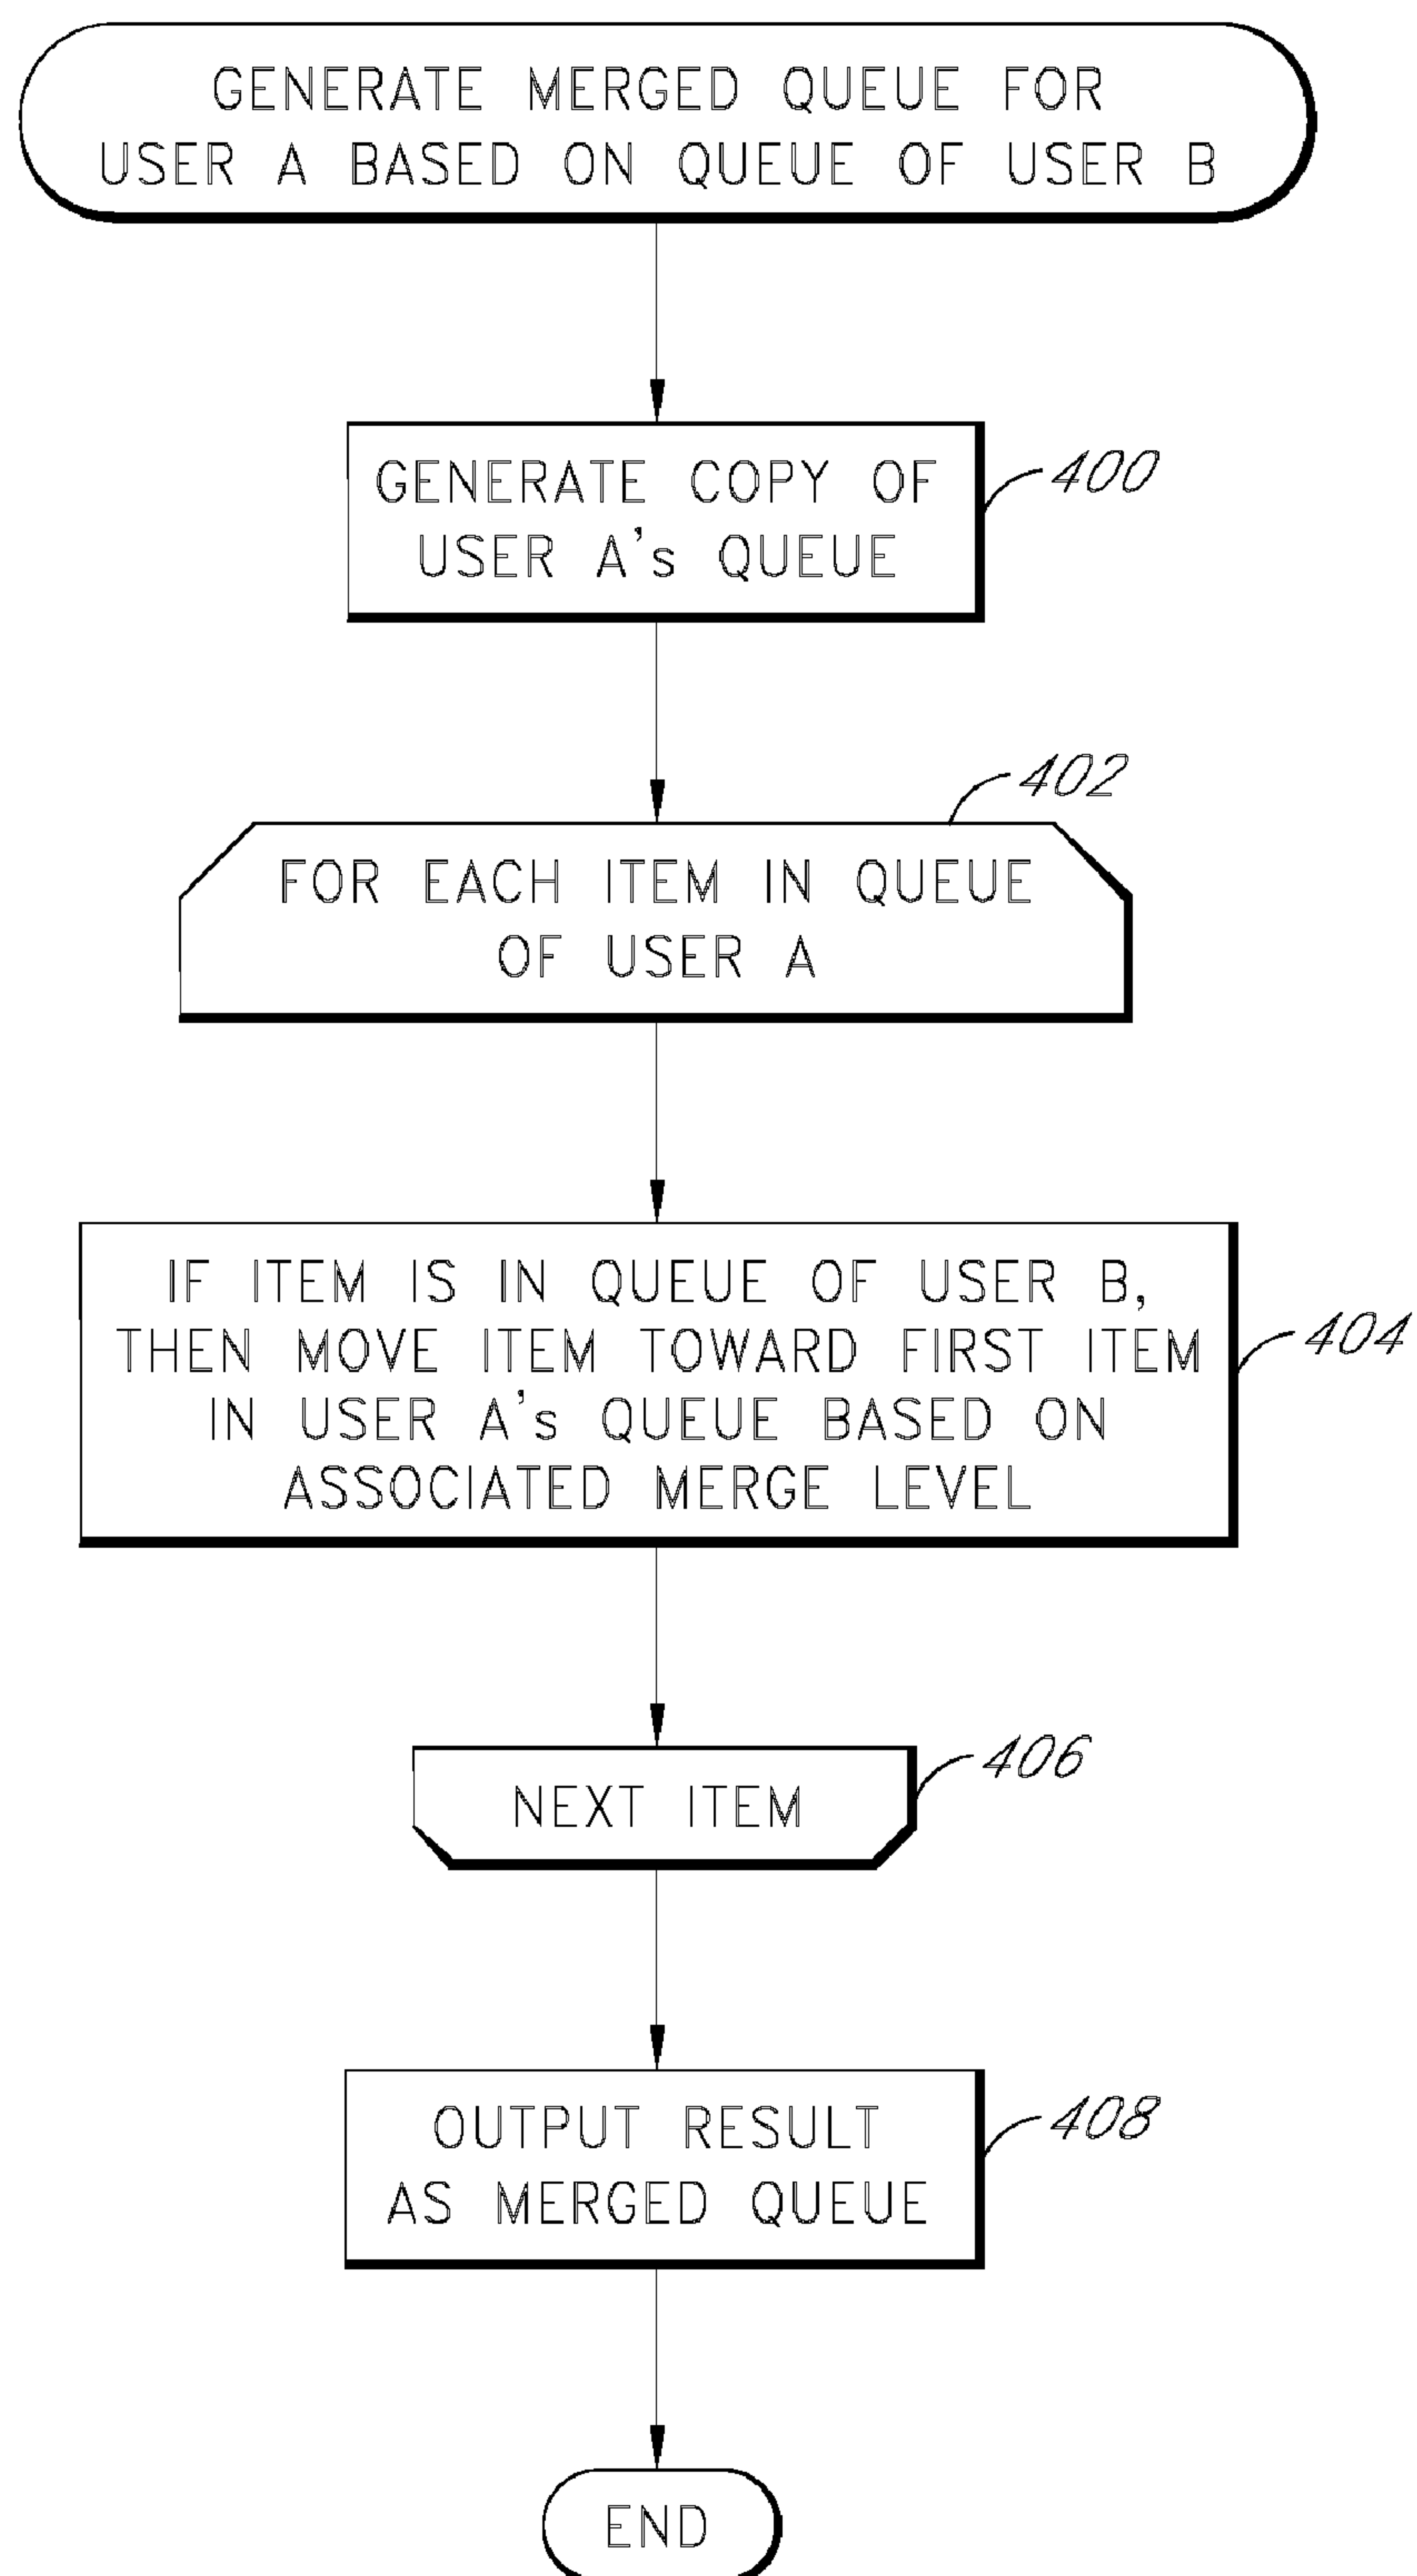 GENERATE MERGED QUEUE FOR
USER A BASED ON QUEUE OF USER B
GENERATE COPY OF
USER A's QUEUE
400
402
FOR EACH ITEM IN QUEUE
OF USER A
IF ITEM IS IN QUEUE OF USER B,
THEN MOVE ITEM TOWARD FIRST ITEM
IN USER A's QUEUE BASED ON
ASSOCIATED MERGE LEVEL
404
NEXT ITEM
406
OUTPUT RESULT
AS MERGED QUEUE
408
END